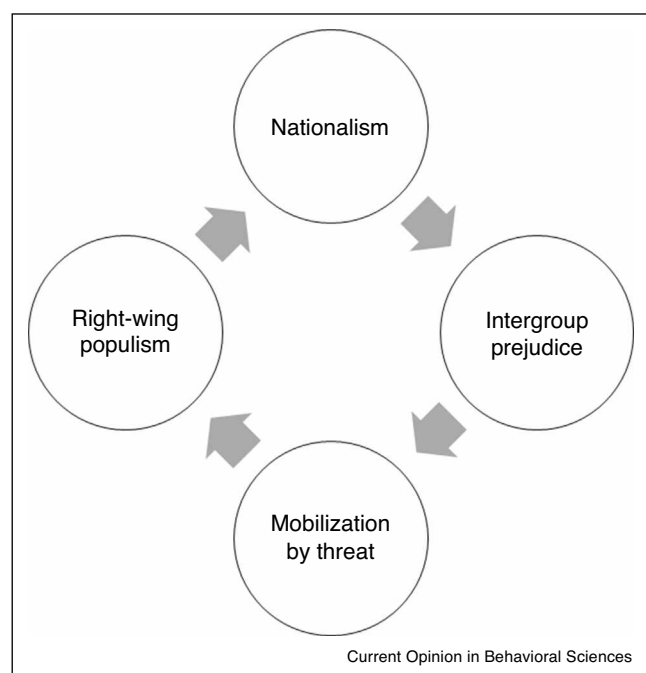 Nationalism
Right-wing
populism
Intergroup
prejudice
Mobilization
by threat
Current Opinion in Behavioral Sciences